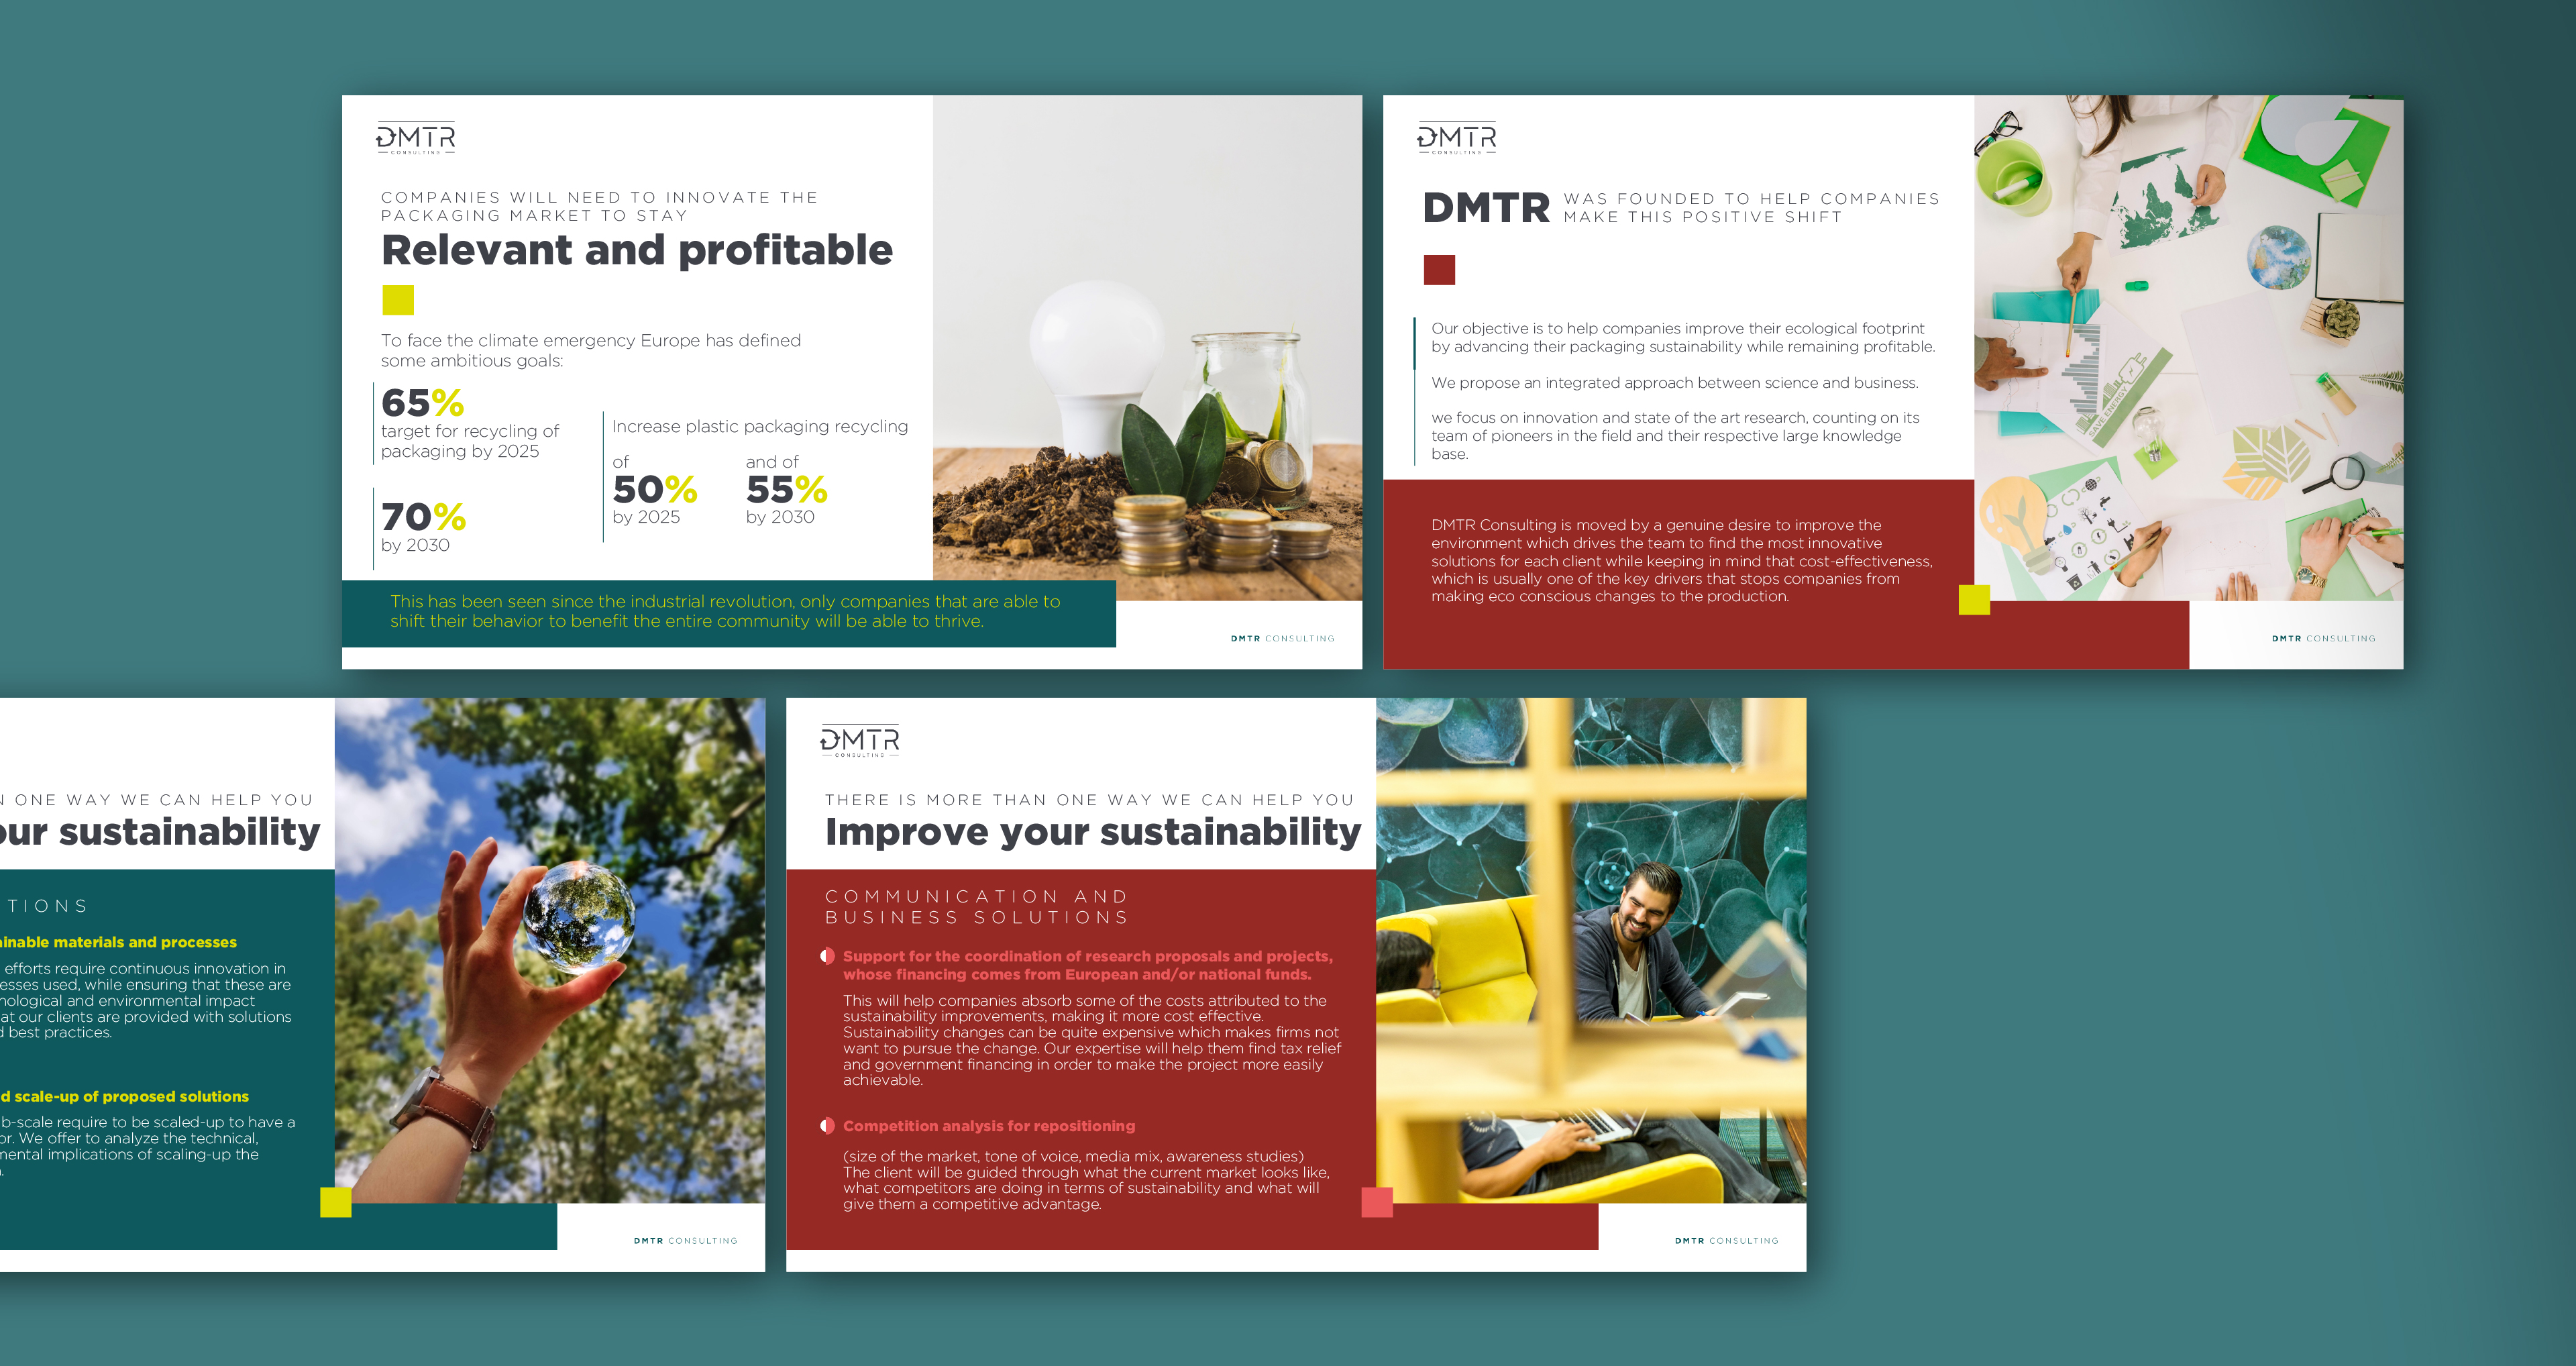 DMTR
CONSULTING
COMPANIES WILL NEED TO INNOVATE THE
PACKAGING MARKET TO STAY
Relevant and profitable
To face the climate emergency Europe has defined
some ambitious goals:
65%
target for recycling of
packaging by 2025
70%
by 2030
Increase plastic packaging recycling
of
50%
by 2025
and of
55%
by 2030
This has been seen since the industrial revolution, only companies that are able to
shift their behavior to benefit the entire community will be able to thrive.
DMTR CONSULTING
DMTR
CONSULTING
DMTR WAS FOUNDED TO HELP COMPANIES
MAKE THIS POSITIVE SHIFT
Our objective is to help companies improve their ecological footprint
by advancing their packaging sustainability while remaining profitable.
We propose an integrated approach between science and business.
we focus on innovation and state of the art research, counting on its
team of pioneers in the field and their respective large knowledge
base.
DMTR Consulting is moved by a genuine desire to improve the
environment which drives the team to find the most innovative
solutions for each client while keeping in mind that cost-effectiveness,
which is usually one of the key drivers that stops companies from
making eco conscious changes to the production.
SAVE ENERGY
DMTR CONSULTING
N ONE WAY WE CAN HELP YOU
our sustainability
TIONS
inable materials and processes
efforts require continuous innovation in
esses used, while ensuring that these are
nological and environmental impact
at our clients are provided with solutions
d best practices.
d scale-up of proposed solutions
b-scale require to be scaled-up to have a
or. We offer to analyze the technical,
mental implications of scaling-up the
DMTR CONSULTING
DMTR
CONSULTING
THERE IS MORE THAN ONE WAY WE CAN HELP YOU
Improve your sustainability
COMMUNICATION AND
BUSINESS SOLUTIONS
Support for the coordination of research proposals and projects,
whose financing comes from European and/or national funds.
This will help companies absorb some of the costs attributed to the
sustainability improvements, making it more cost effective.
Sustainability changes can be quite expensive which makes firms not
want to pursue the change. Our expertise will help them find tax relief
and government financing in order to make the project more easily
achievable.
Competition analysis for repositioning
(size of the market, tone of voice, media mix, awareness studies)
The client will be guided through what the current market looks like,
what competitors are doing in terms of sustainability and what will
give them a competitive advantage.
DMTR CONSULTING